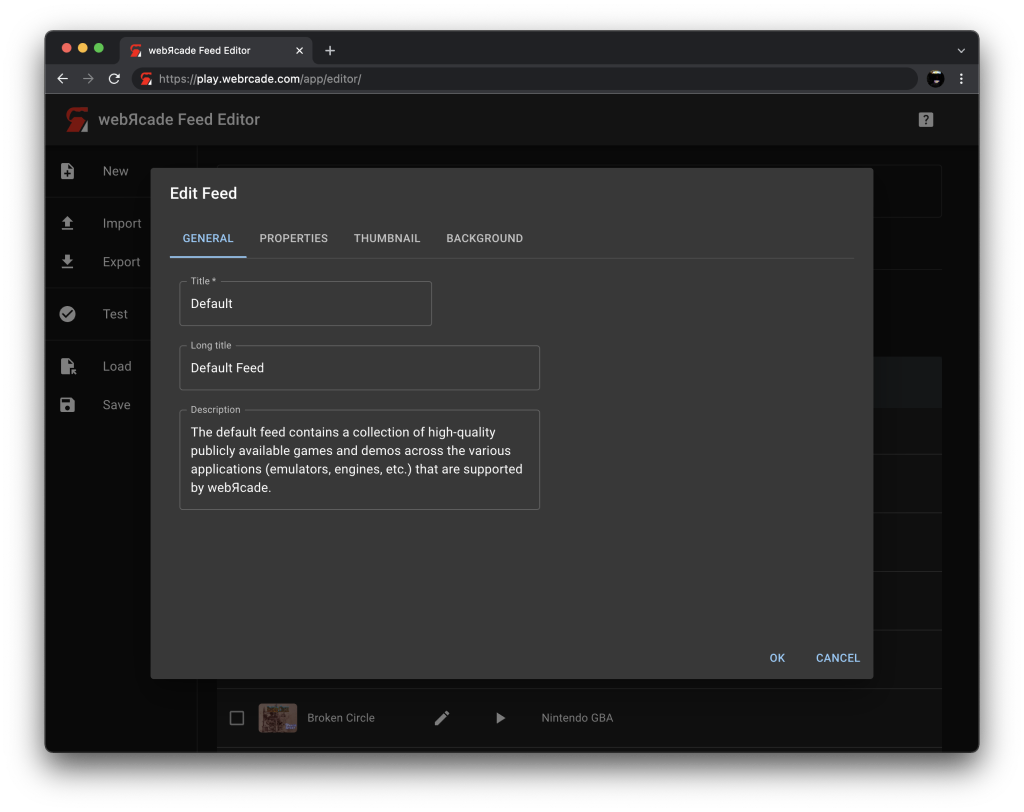 webЯcade Feed Editor
https://play.webrcade.com/app/editor/
webЯcade Feed Editor
New
Import
Export
Test
Load
Save
Edit Feed
GENERAL PROPERTIES THUMBNAIL BACKGROUND
Title *
Default
Long title
Default Feed
Description
The default feed contains a collection of high-quality
publicly available games and demos across the various
applications (emulators, engines, etc.) that are supported
by webЯcade.
OK CANCEL
Broken Circle Nintendo GBA